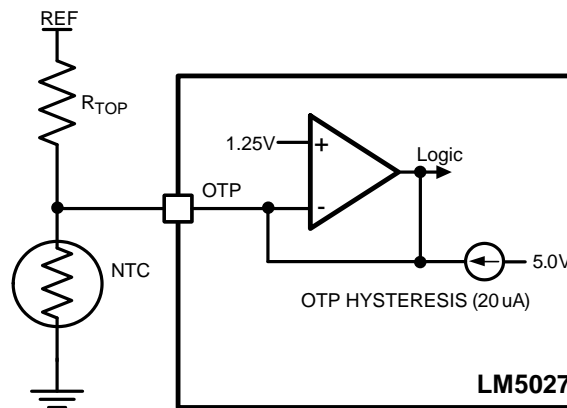 REF
R_TOP
1.25V
+
Logic
OTP
-
NTC
5.0V
OTP HYSTERESIS (20 uA)
LM5027